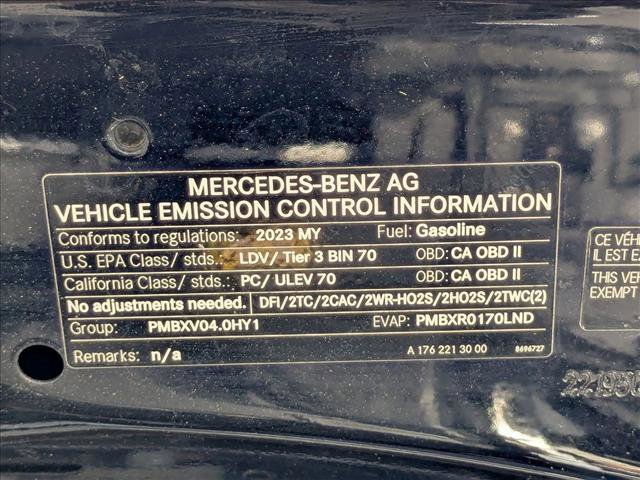 MERCEDES-BENZ AG
VEHICLE EMISSION CONTROL INFORMATION
Conforms to regulations: 2023 MY Fuel: Gasoline
U.S. EPA Class/ stds.: LDV/ Tier 3 BIN 70 OBD: CA OBD II
California Class/ stds.: PC/ ULEV 70 OBD: CA OBD II
No adjustments needed. DFI/2TC/2CAC/2WR-HO2S/2HO2S/2TWC(2)
Group: PMBXV04.0HY1 EVAP: PMBXR0170LND
Remarks: n/a A 176 221 30 00 8696727
CE VÉH
IL EST E
THIS VE
EXEMPT